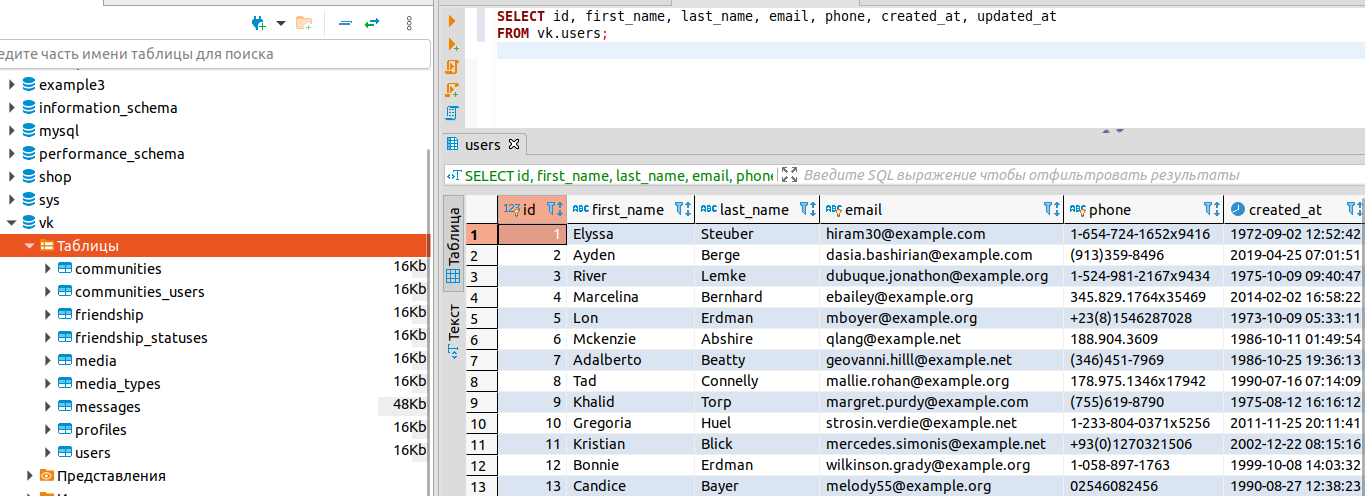 едите часть имени таблицы для поиска
example3
information_schema
mysql
performance_schema
shop
sys
vk
Таблицы
communities 16Kb
communities_users 16Kb
friendship 16Kb
friendship_statuses 16Kb
media 16Kb
media_types 16Kb
messages 48Kb
profiles 16Kb
users 16Kb
Представления
SELECT id, first_name, last_name, email, phone, created_at, updated_at
FROM vk.users;
users
SELECT id, first_name, last_name, email, phone
Введите SQL выражение чтобы отфильтровать результаты
Таблица
Текст
123 id ABC first_name ABC last_name ABC email ABC phone created_at
1 1 Elyssa Steuber hiram30@example.com 1-654-724-1652x9416 1972-09-02 12:52:42
2 2 Ayden Berge dasia.bashirian@example.com (913)359-8496 2019-04-25 07:01:51
3 3 River Lemke dubuque.jonathon@example.org 1-524-981-2167x9434 1975-10-09 09:40:47
4 4 Marcelina Bernhard ebailey@example.org 345.829.1764x35469 2014-02-02 16:58:22
5 5 Lon Erdman mboyer@example.org +23(8)1546287028 1973-10-09 05:33:11
6 6 Mckenzie Abshire qlang@example.net 188.904.3609 1986-10-11 01:49:54
7 7 Adalberto Beatty geovanni.hilll@example.net (346)451-7969 1986-10-25 19:36:13
8 8 Tad Connelly mallie.rohan@example.org 178.975.1346x17942 1990-07-16 07:14:09
9 9 Khalid Torp margret.purdy@example.com (755)619-8790 1975-08-12 16:16:12
10 10 Gregoria Huel strosin.verdie@example.net 1-233-804-0371x5256 2011-11-25 20:11:41
11 11 Kristian Blick mercedes.simonis@example.net +93(0)1270321506 2002-12-22 08:15:16
12 12 Bonnie Erdman wilkinson.grady@example.org 1-058-897-1763 1999-10-08 14:03:32
13 13 Candice Bayer melody55@example.org 02546082456 1990-08-27 12:38:23